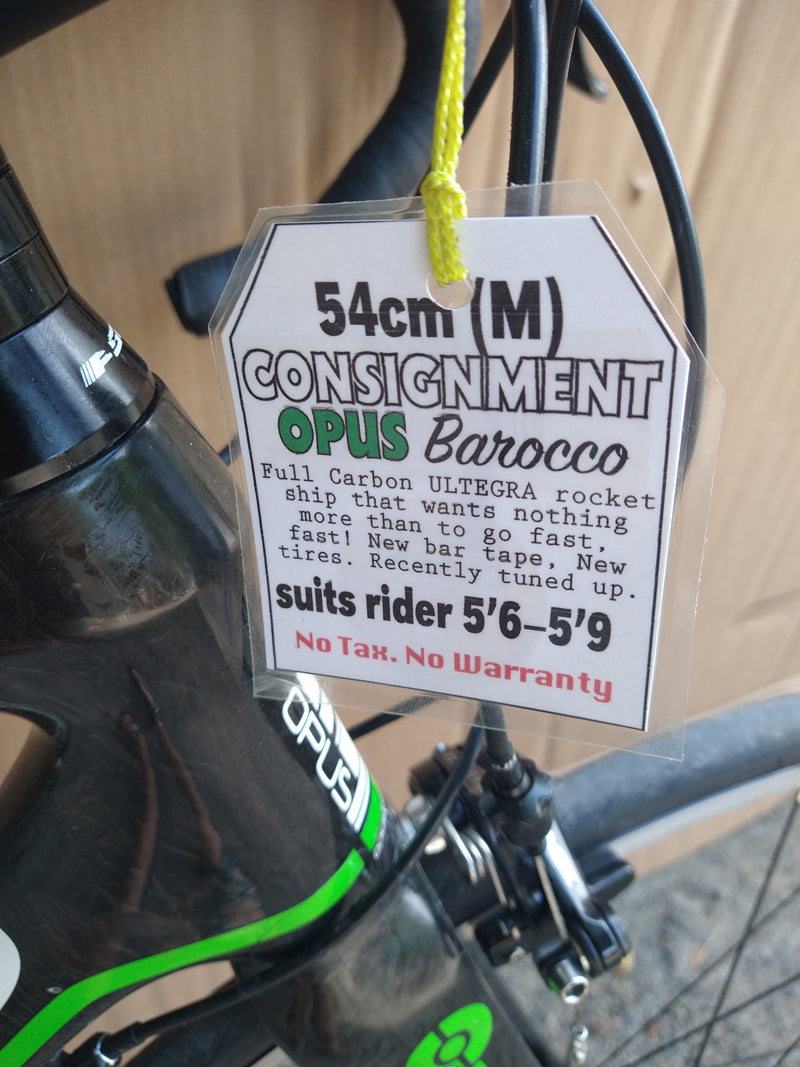 54cm (M)
CONSIGNMENT
OPUS Barocco
Full Carbon ULTEGRA rocket
ship that wants nothing
more than to go fast,
fast! New bar tape, New
tires. Recently tuned up.
suits rider 5'6–5'9
No Tax. No Warranty
OPUS